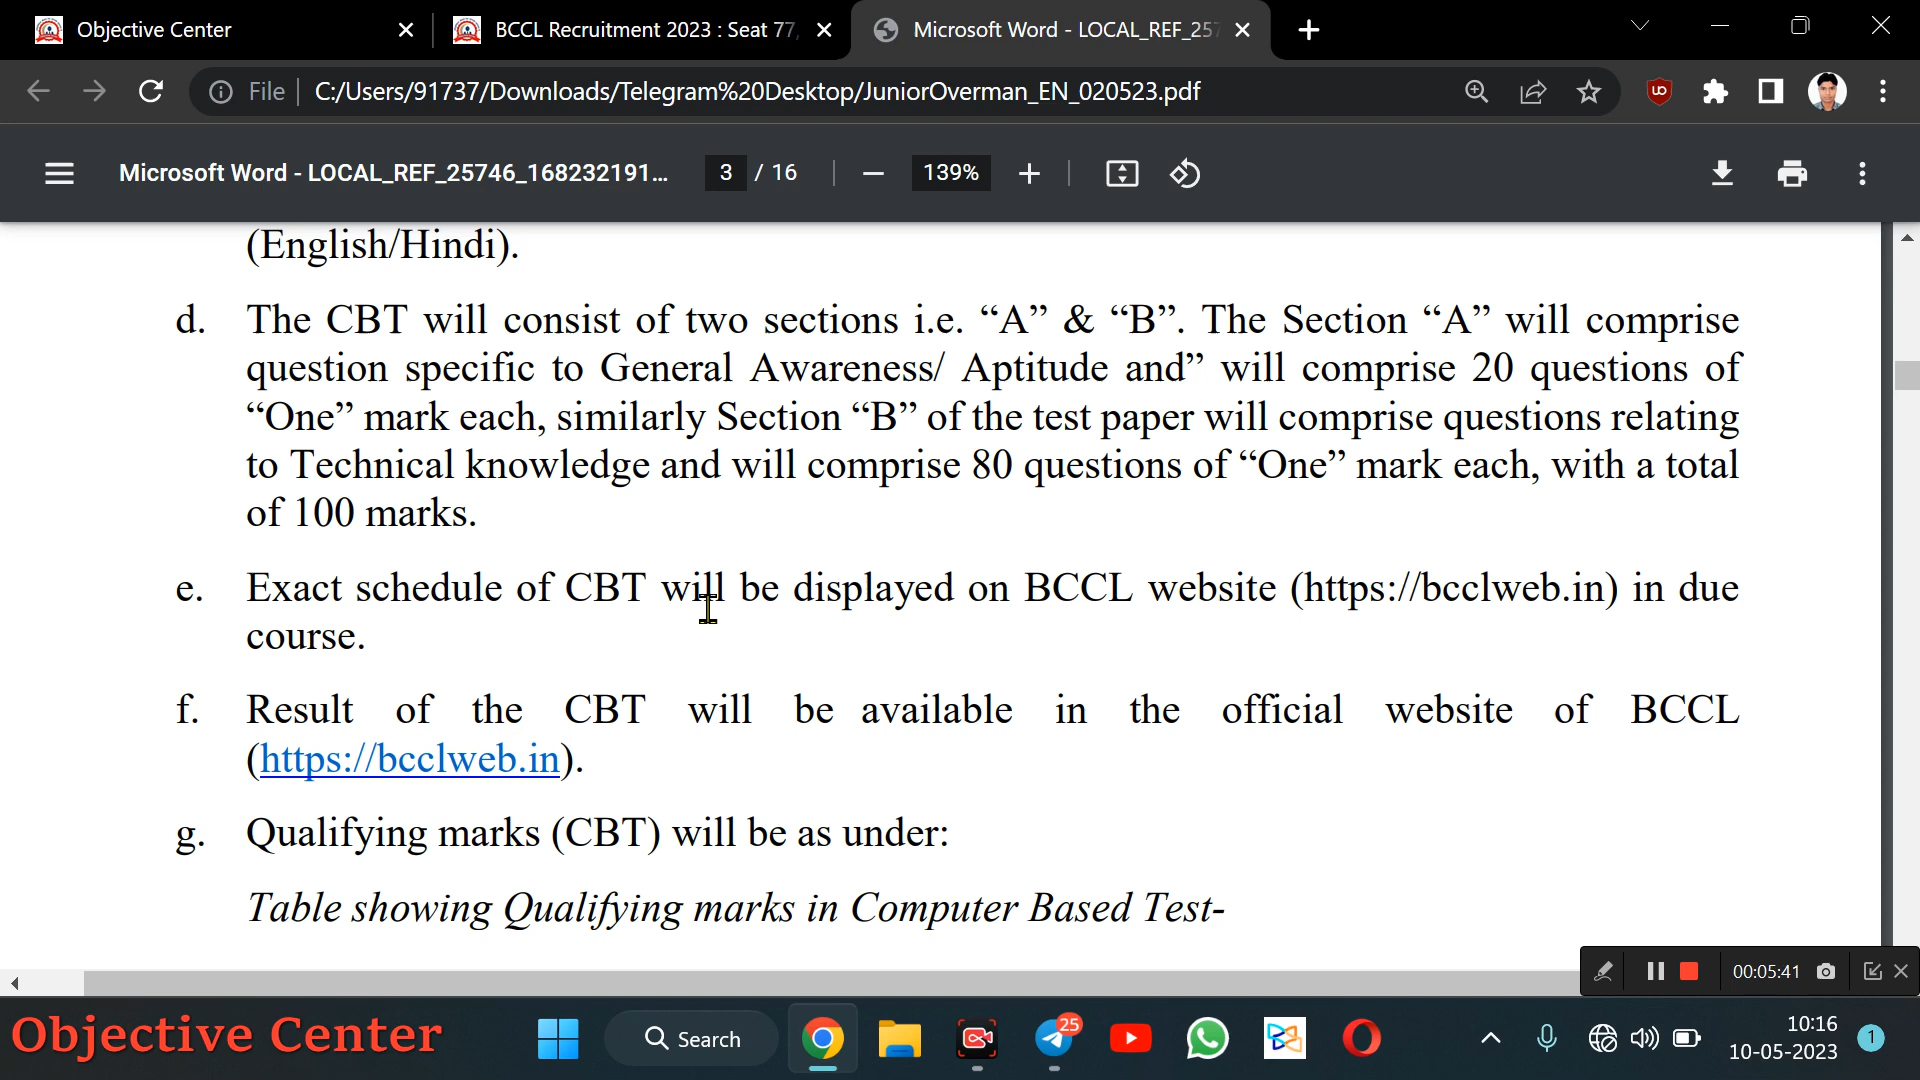 Objective Center
BCCL Recruitment 2023 : Seat 77,
Microsoft Word - LOCAL_REF_257
File
C:/Users/91737/Downloads/Telegram%20Desktop/JuniorOverman_EN_020523.pdf
Microsoft Word - LOCAL_REF_25746_168232191...
3 / 16
139%
(English/Hindi).
d. The CBT will consist of two sections i.e. “A” & “B”. The Section “A” will comprise
question specific to General Awareness/ Aptitude and” will comprise 20 questions of
“One” mark each, similarly Section “B” of the test paper will comprise questions relating
to Technical knowledge and will comprise 80 questions of “One” mark each, with a total
of 100 marks.
e. Exact schedule of CBT will be displayed on BCCL website (https://bcclweb.in) in due
course.
f. Result of the CBT will be available in the official website of BCCL
(https://bcclweb.in).
g. Qualifying marks (CBT) will be as under:
Table showing Qualifying marks in Computer Based Test-
00:05:41
Objective Center
Search
25
10:16
10-05-2023
1